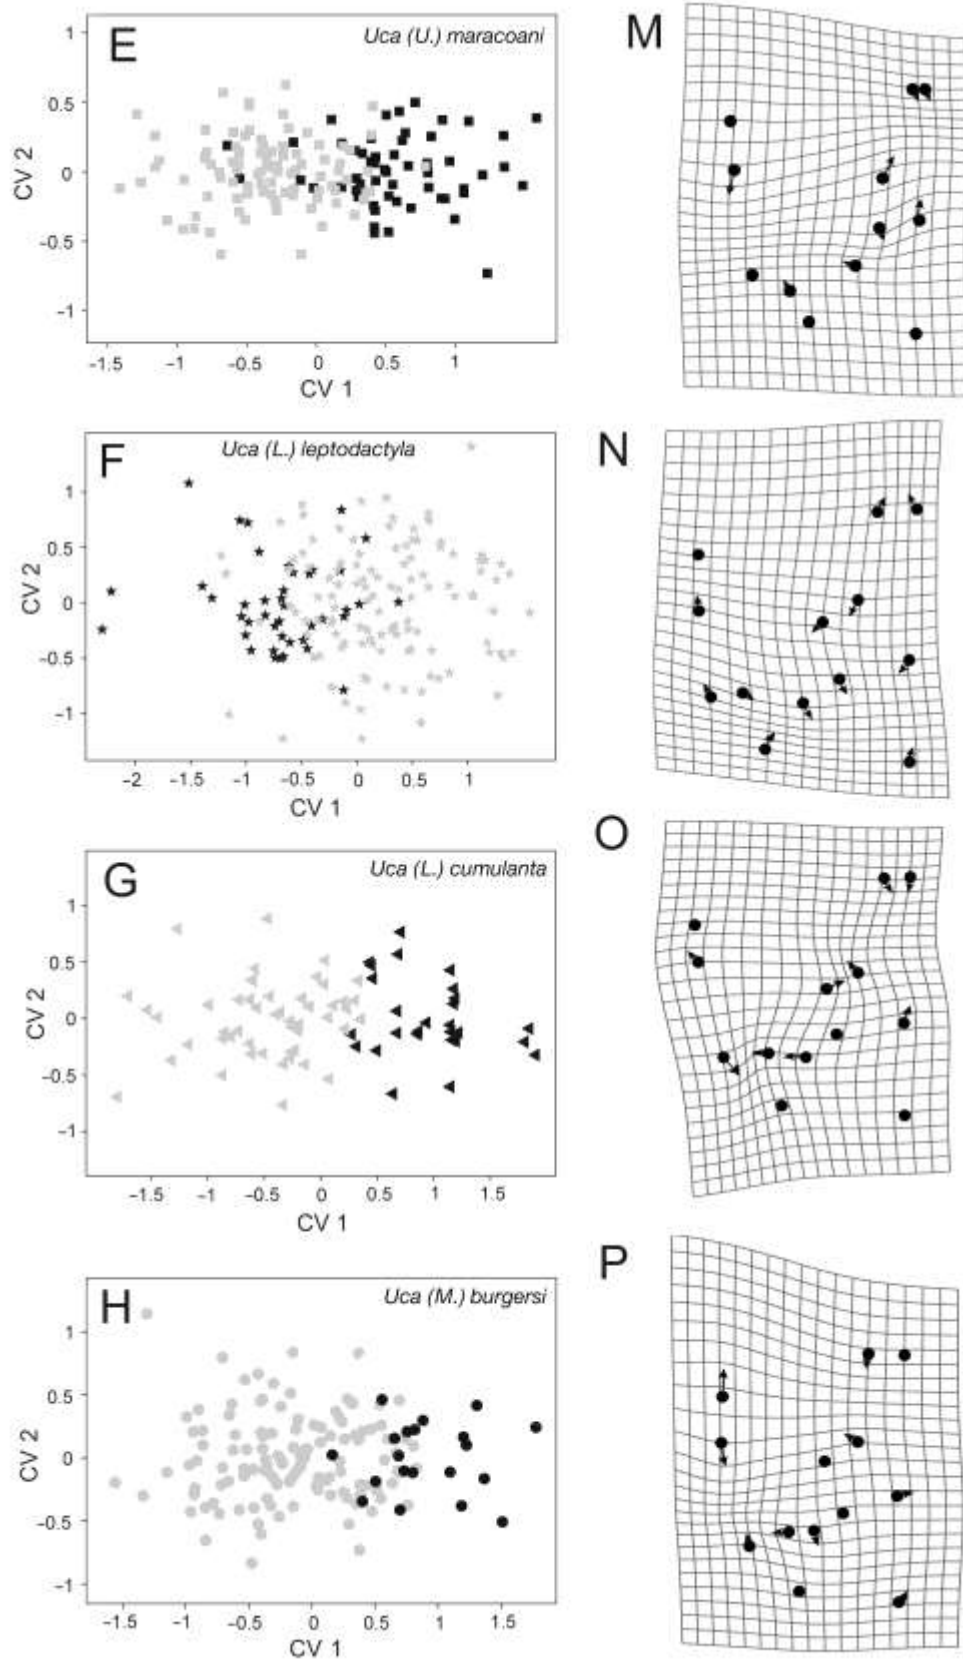 E
Uca (U.) maracoani
1
0.5
0
−0.5
−1
CV 2
−1.5 −1 −0.5 0 0.5 1
CV 1
M
F
Uca (L.) leptodactyla
1
0.5
0
−0.5
−1
CV 2
−2 −1.5 −1 −0.5 0 0.5 1 1.5
CV 1
N
G
Uca (L.) cumulanta
1
0.5
0
−0.5
−1
CV 2
−1.5 −1 −0.5 0 0.5 1 1.5
CV 1
O
H
Uca (M.) burgersi
1
0.5
0
−0.5
−1
CV 2
−1.5 −1 −0.5 0 0.5 1 1.5
CV 1
P